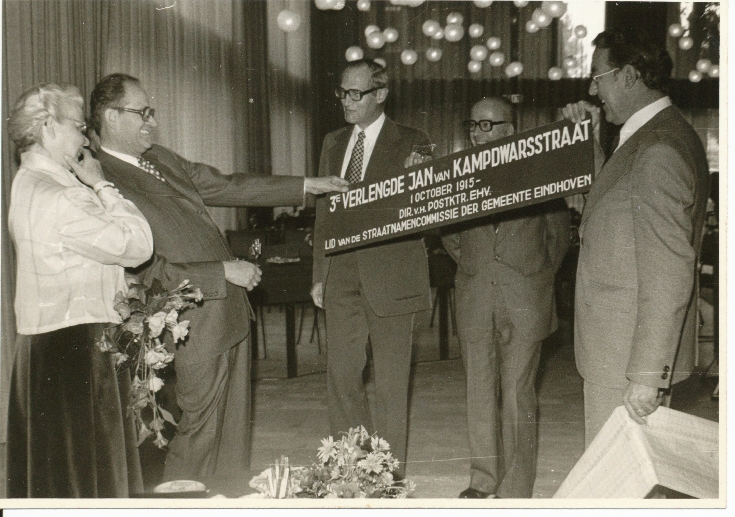 3E VERLENGDE JAN VAN KAMPDWARSSTRAAT
1 OCTOBER 1915-
DIR. V.H. POSTKTR. EHV.
LID VAN DE STRAATNAMENCOMMISSIE DER GEMEENTE EINDHOVEN